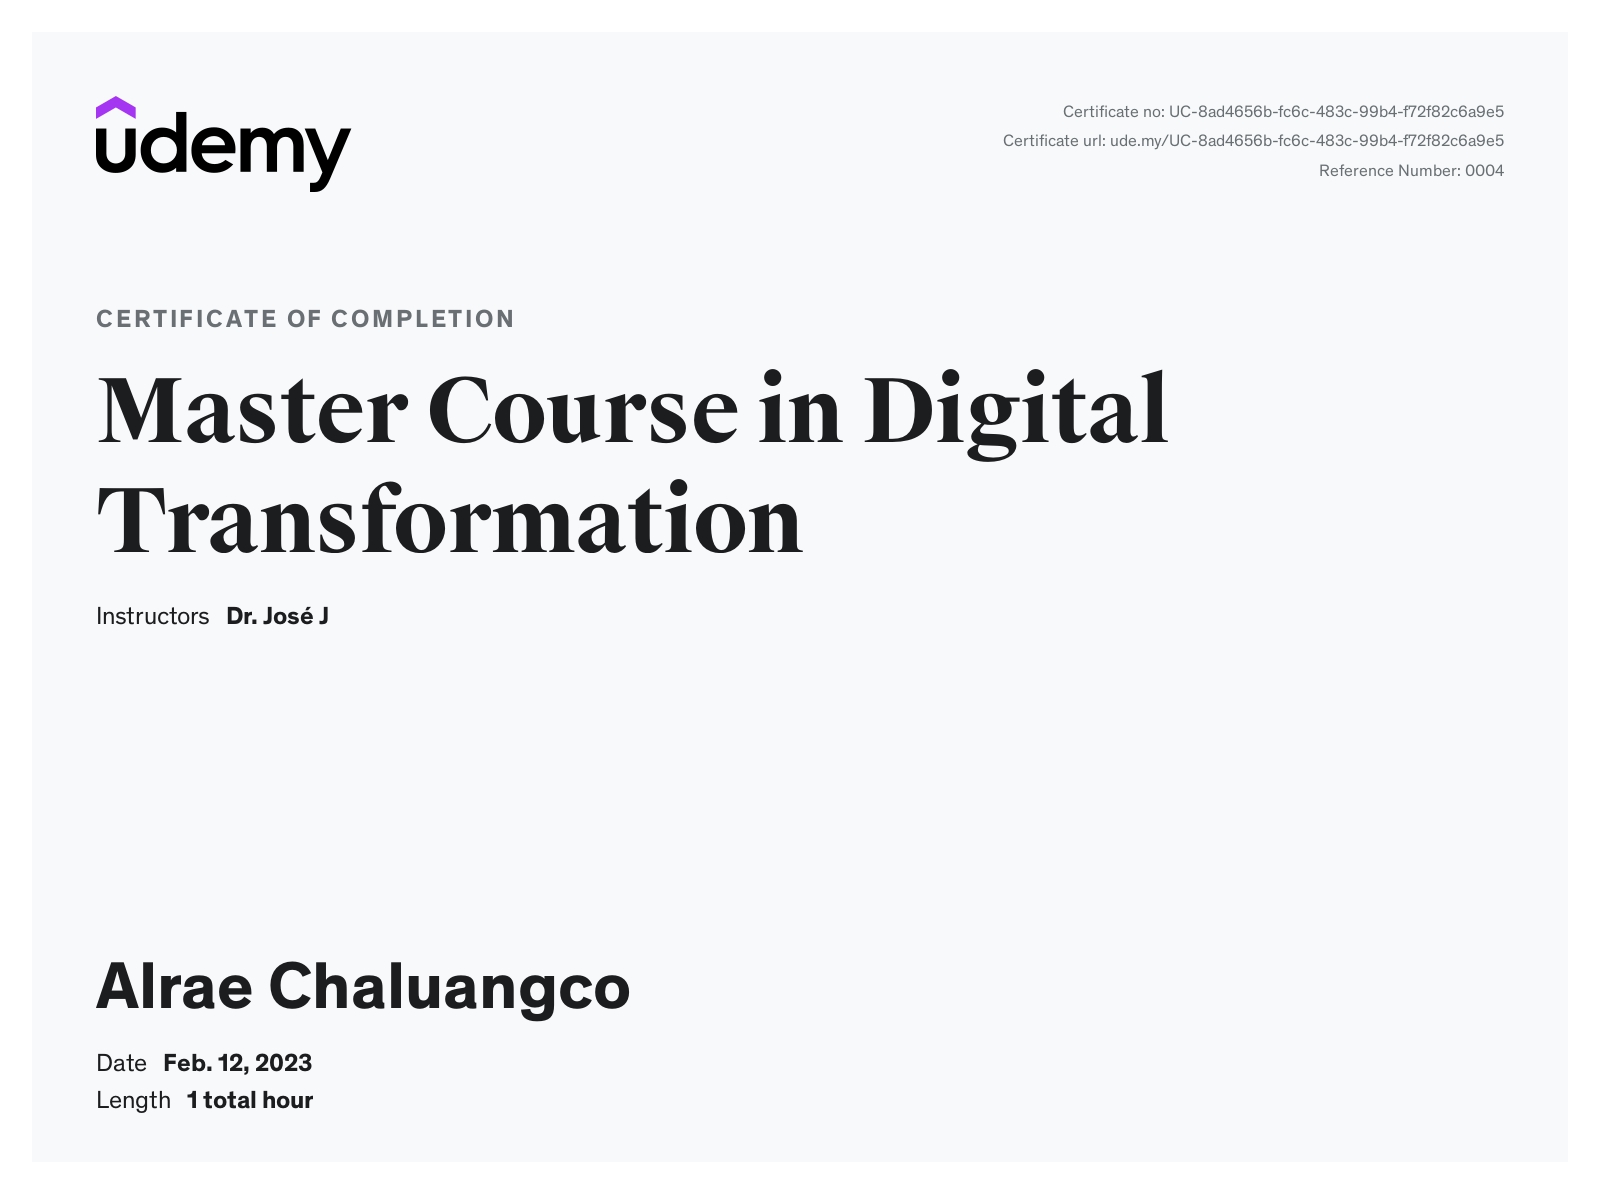 udemy
Certificate no: UC-8ad4656b-fc6c-483c-99b4-f72f82c6a9e5
Certificate url: ude.my/UC-8ad4656b-fc6c-483c-99b4-f72f82c6a9e5
Reference Number: 0004
CERTIFICATE OF COMPLETION
Master Course in Digital
Transformation
Instructors Dr. José J
Alrae Chaluangco
Date Feb. 12, 2023
Length 1 total hour